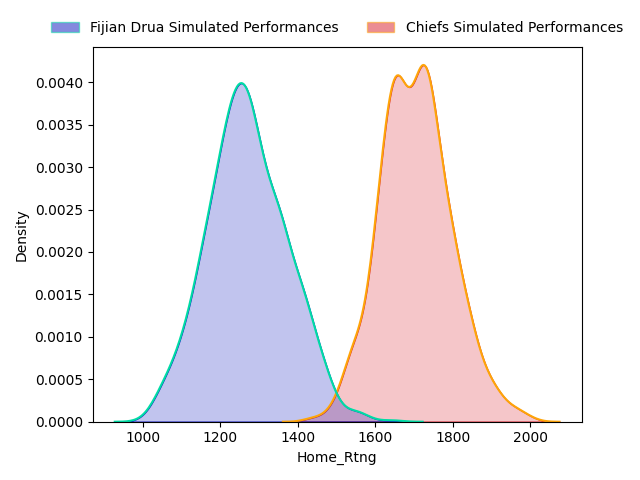 Fijian Drua Simulated Performances Chiefs Simulated Performances
0.0040
0.0035
0.0030
0.0025
0.0020
0.0015
0.0010
0.0005
0.0000
Density
1000 1200 1400 1600 1800 2000
Home_Rtng